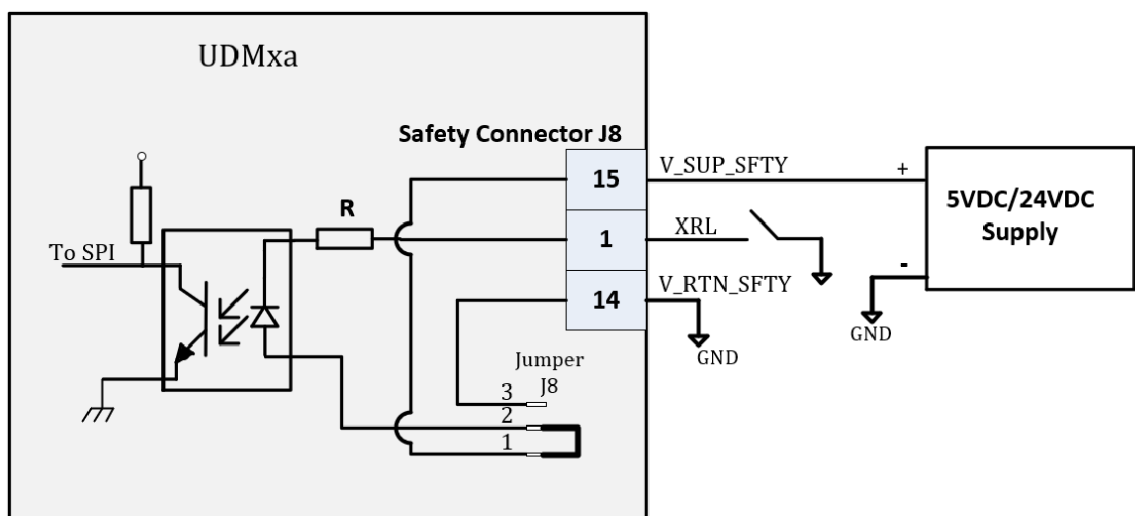 UDMxa
Safety Connector J8
15
V_SUP_SFTY
+
5VDC/24VDC
Supply
R
To SPI
1
XRL
-
14
V_RTN_SFTY
GND
GND
Jumper
J8
3
2
1